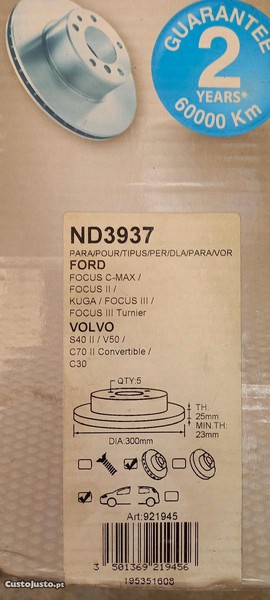 GUARANTEE
2
YEARS*
60000 Km
ND3937
PARA/POUR/TIPUS/PER/DLA/PARA/VOR
FORD
FOCUS C-MAX /
FOCUS II /
KUGA / FOCUS III /
FOCUS III Turnier
VOLVO
S40 II / V50 /
C70 II Convertible /
C30
QTY:5
TH:
25mm
MIN.TH:
23mm
DIA:300mm
Art:921945
3 501369 219456
195351608
CustoJusto.pt